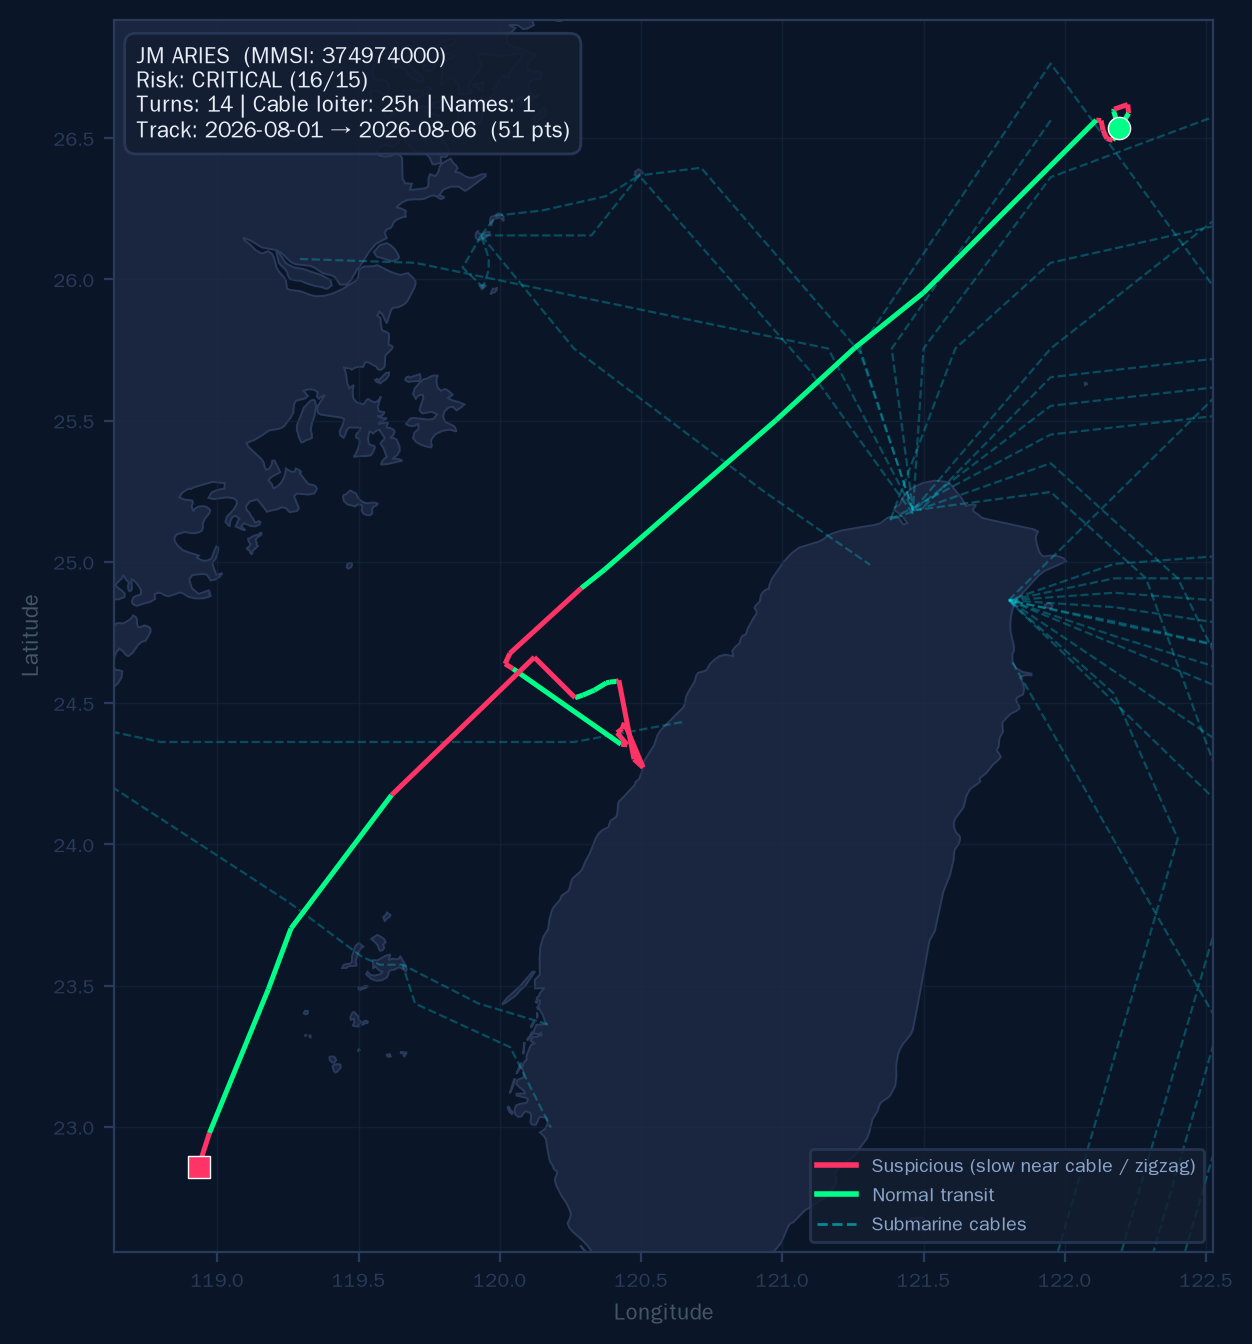 JM ARIES  (MMSI: 374974000)
Risk: CRITICAL (16/15)
Turns: 14 | Cable loiter: 25h | Names: 1
Track: 2026-08-01 → 2026-08-06  (51 pts)
26.5
26.0
25.5
25.0
24.5
24.0
23.5
23.0
Latitude
Suspicious (slow near cable / zigzag)
Normal transit
Submarine cables
119.0 119.5 120.0 120.5 121.0 121.5 122.0 122.5
Longitude